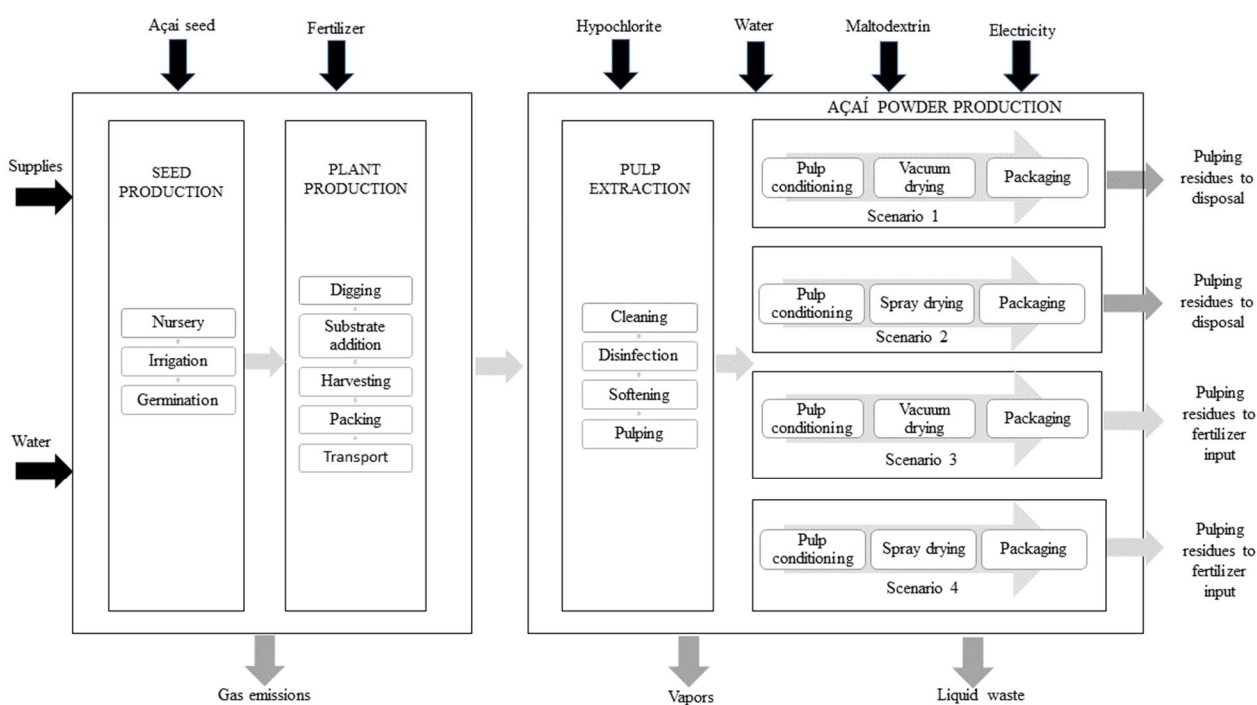 Açaí seed
Fertilizer
Hypochlorite
Water
Maltodextrin
Electricity
Supplies
Water
SEED
PRODUCTION
Nursery
Irrigation
Germination
PLANT
PRODUCTION
Digging
Substrate
addition
Harvesting
Packing
Transport
Gas emissions
PULP
EXTRACTION
Cleaning
Disinfection
Softening
Pulping
AÇAÍ POWDER PRODUCTION
Pulp
conditioning
Vacuum
drying
Packaging
Scenario 1
Pulping
residues to
disposal
Pulp
conditioning
Spray drying
Packaging
Scenario 2
Pulping
residues to
disposal
Pulp
conditioning
Vacuum
drying
Packaging
Scenario 3
Pulping
residues to
fertilizer
input
Pulp
conditioning
Spray drying
Packaging
Scenario 4
Pulping
residues to
fertilizer
input
Vapors
Liquid waste